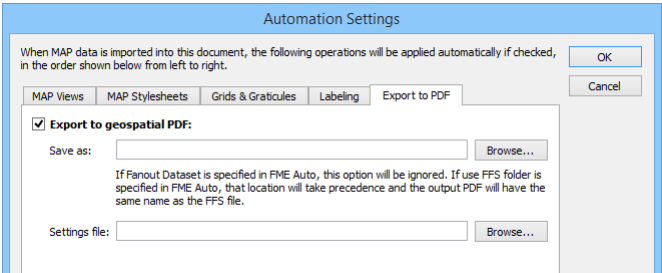 Automation Settings
When MAP data is imported into this document, the following operations will be applied automatically if checked,
in the order shown below from left to right.
OK
Cancel
MAP Views
MAP Stylesheets
Grids & Graticules
Labeling
Export to PDF
Export to geospatial PDF:
Save as:
Browse...
If Fanout Dataset is specified in FME Auto, this option will be ignored. If use FFS folder is
specified in FME Auto, that location will take precedence and the output PDF will have the
same name as the FFS file.
Settings file:
Browse...